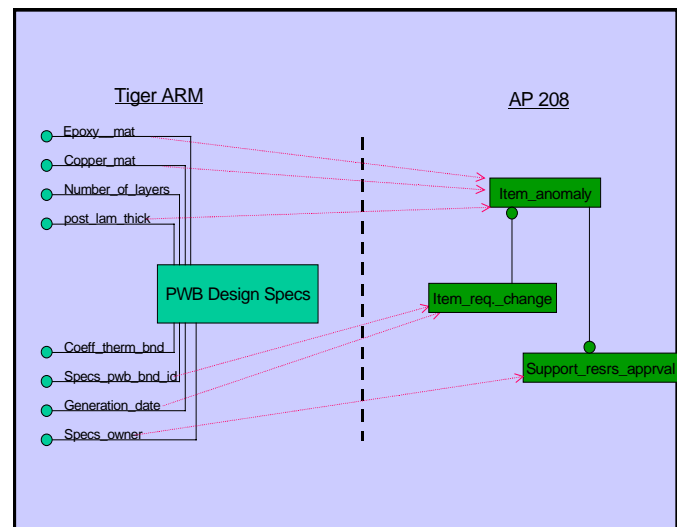 Tiger ARM
AP 208
Epoxy__mat
Copper_mat
Number_of_layers
post_lam_thick
Item_anomaly
PWB Design Specs
Item_req._change
Coeff_therm_bnd
Specs_pwb_bnd_id
Support_resrs_apprval
Generation_date
Specs_owner